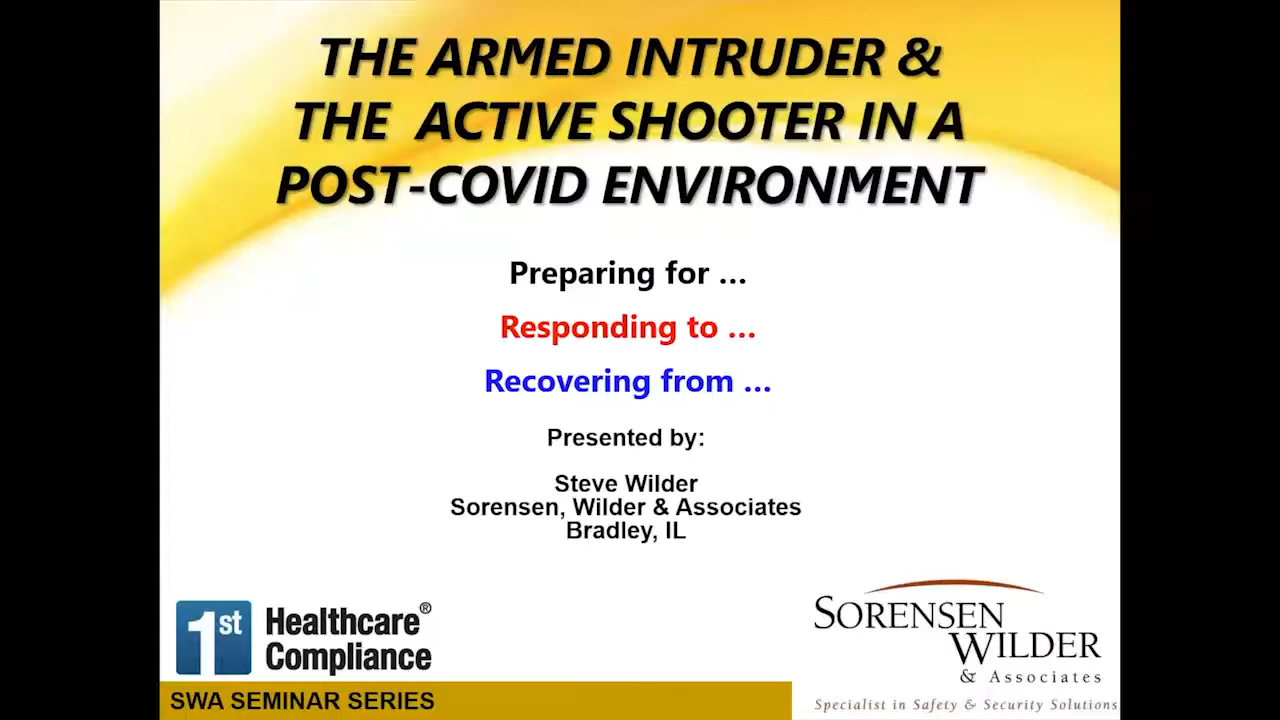 THE ARMED INTRUDER &
THE ACTIVE SHOOTER IN A
POST-COVID ENVIRONMENT
Preparing for ...
Responding to ...
Recovering from ...
Presented by:
Steve Wilder
Sorensen, Wilder & Associates
Bradley, IL
1st Healthcare®
Compliance
SORENSEN
WILDER
& Associates
Specialist in Safety & Security Solutions
SWA SEMINAR SERIES